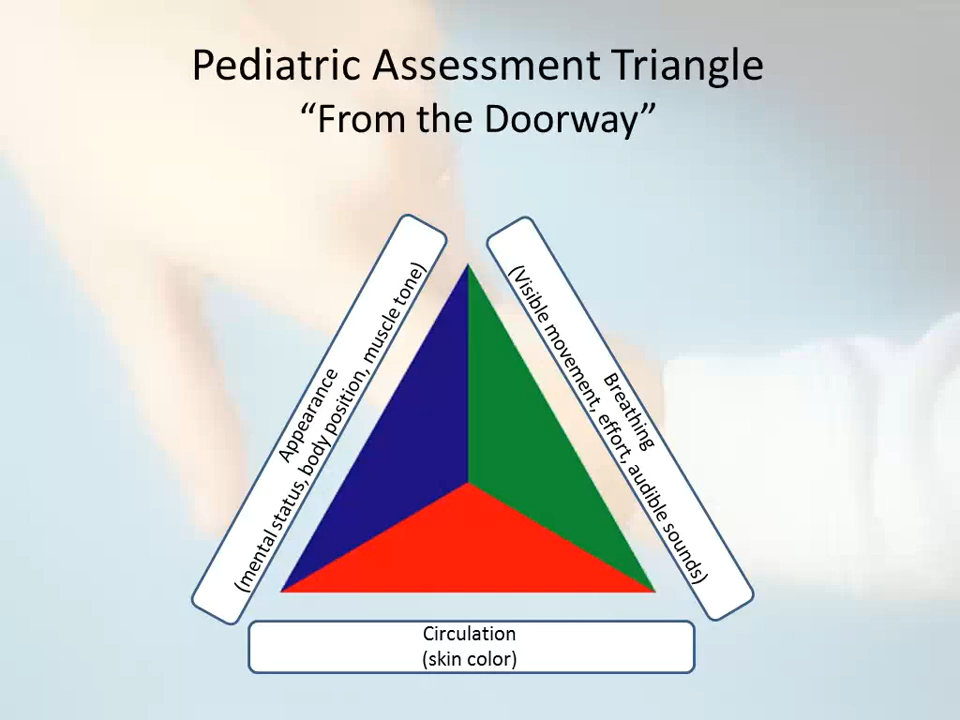 Pediatric Assessment Triangle
“From the Doorway”
Appearance
(mental status, body position, muscle tone)
Breathing
(Visible movement, effort, audible sounds)
Circulation
(skin color)